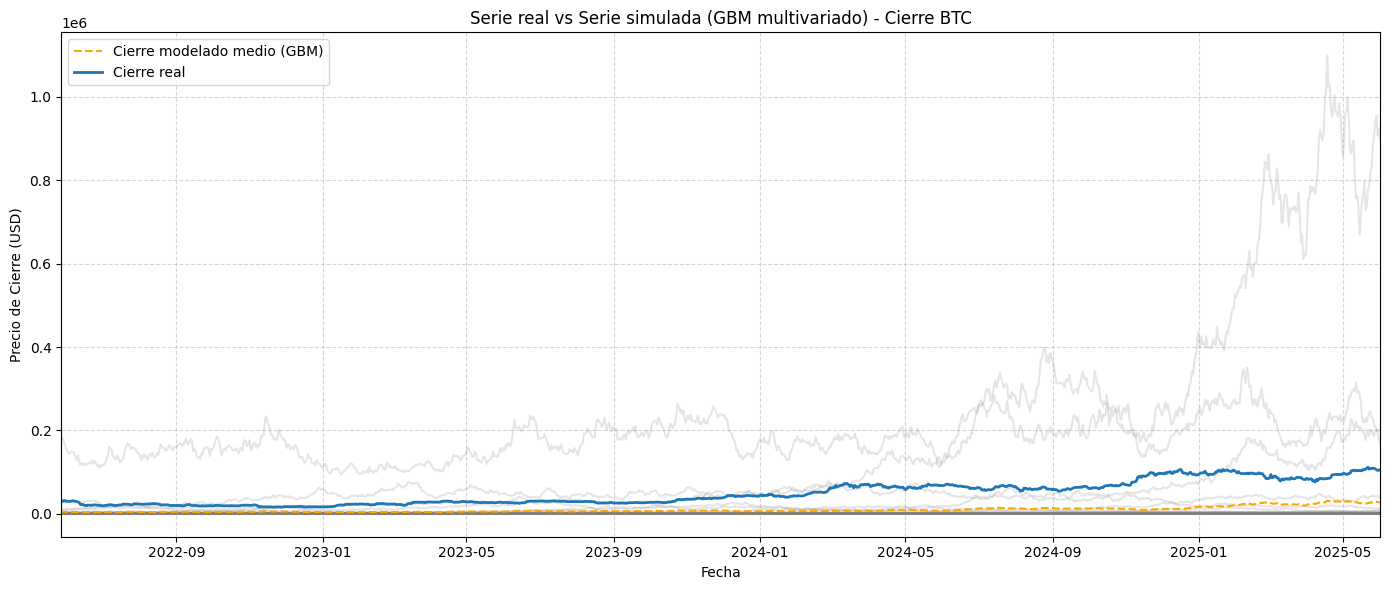 Serie real vs Serie simulada (GBM multivariado) - Cierre BTC
1e6
Cierre modelado medio (GBM)
Cierre real
Precio de Cierre (USD)
1.0
0.8
0.6
0.4
0.2
0.0
2022-09
2023-01
2023-05
2023-09
2024-01
2024-05
2024-09
2025-01
2025-05
Fecha